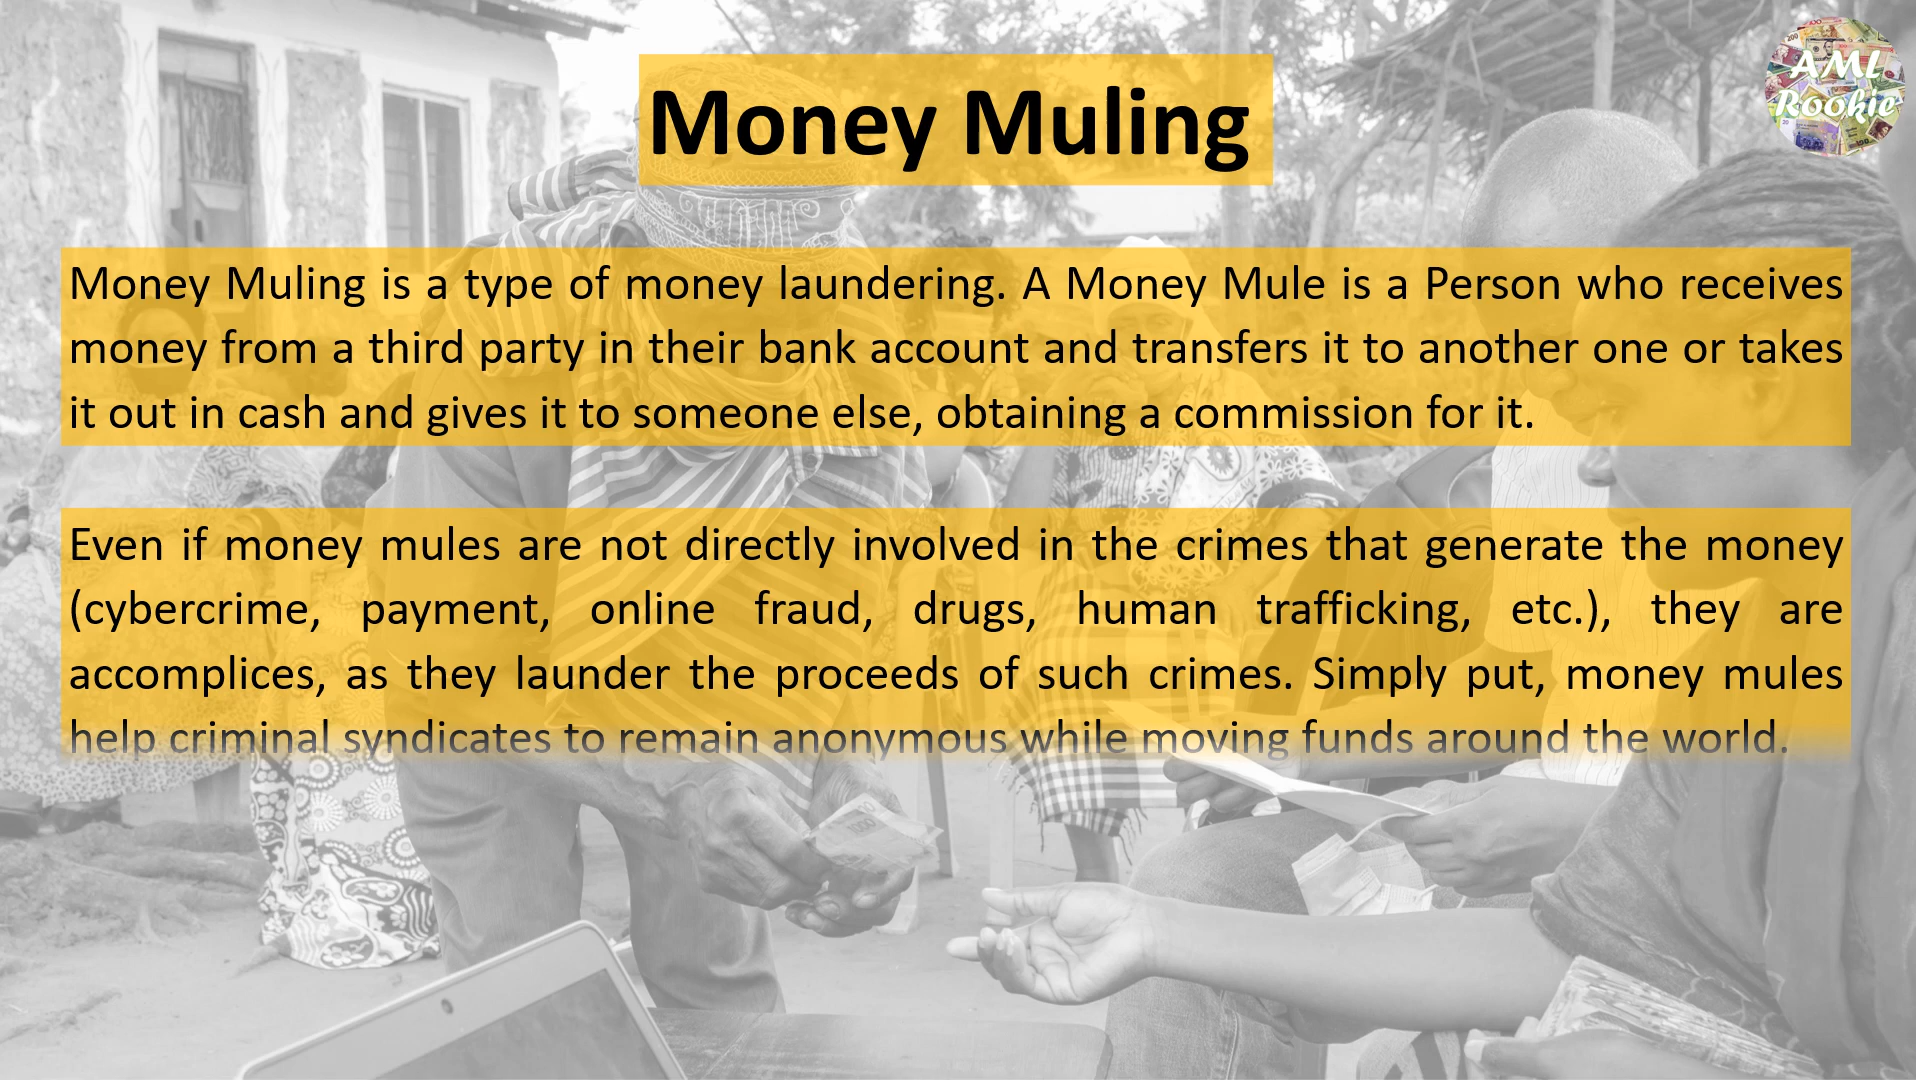 AML
Rookie
Money Muling
Money Muling is a type of money laundering. A Money Mule is a Person who receives
money from a third party in their bank account and transfers it to another one or takes
it out in cash and gives it to someone else, obtaining a commission for it.
Even if money mules are not directly involved in the crimes that generate the money
(cybercrime, payment, online fraud, drugs, human trafficking, etc.), they are
accomplices, as they launder the proceeds of such crimes. Simply put, money mules
help criminal syndicates to remain anonymous while moving funds around the world.